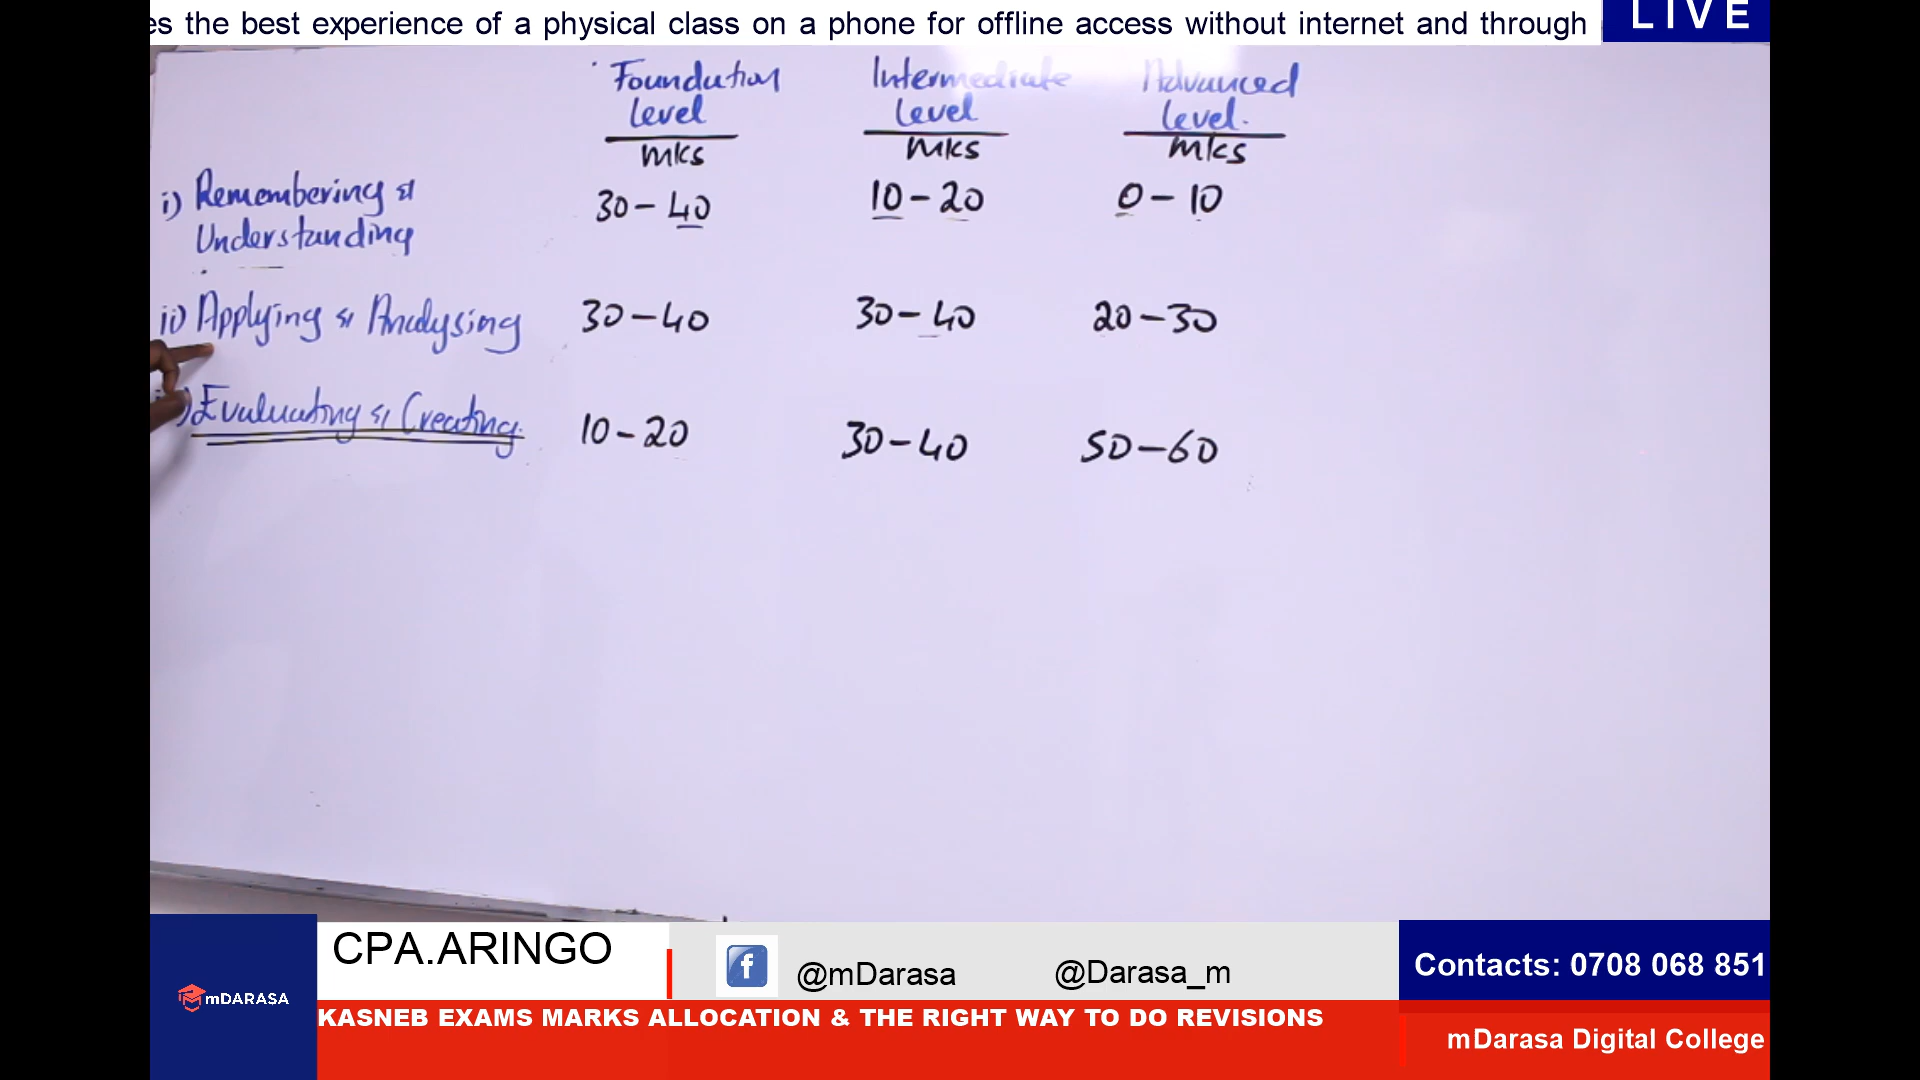 es the best experience of a physical class on a phone for offline access without internet and through
LIVE
Foundation Intermediate Advanced
Level Level Level.
mks mks mks
i) Remembering & 30 - 40 10 - 20 0 - 10
Understanding
ii) Applying & Analysing 30 - 40 30 - 40 20 - 30
) Evaluating & Creating. 10 - 20 30 - 40 50 - 60
CPA.ARINGO
f @mDarasa @Darasa_m
Contacts: 0708 068 851
mDARASA
KASNEB EXAMS MARKS ALLOCATION & THE RIGHT WAY TO DO REVISIONS
mDarasa Digital College